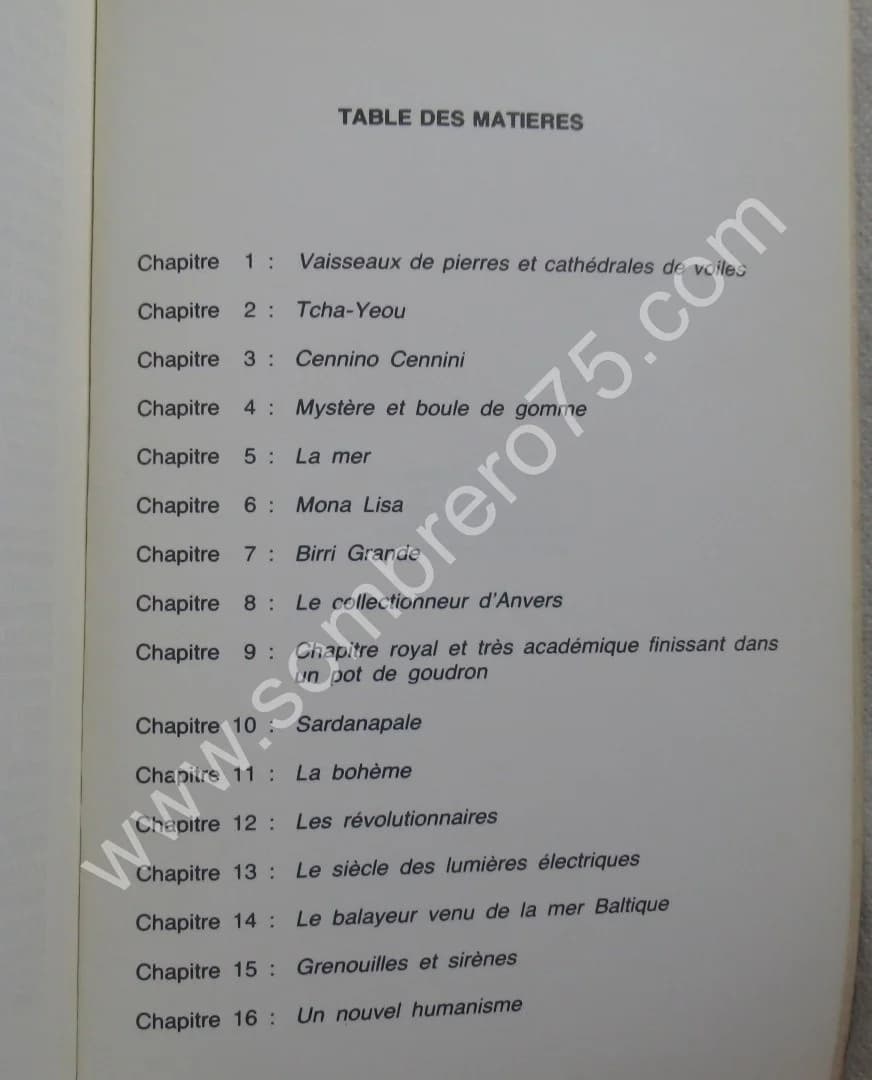 TABLE DES MATIERES
Chapitre 1 : Vaisseaux de pierres et cathédrales de voiles
Chapitre 2 : Tcha-Yeou
Chapitre 3 : Cennino Cennini
Chapitre 4 : Mystère et boule de gomme
Chapitre 5 : La mer
Chapitre 6 : Mona Lisa
Chapitre 7 : Birri Grande
Chapitre 8 : Le collectionneur d'Anvers
Chapitre 9 : Chapitre royal et très académique finissant dans
un pot de goudron
Chapitre 10 : Sardanapale
Chapitre 11 : La bohème
Chapitre 12 : Les révolutionnaires
Chapitre 13 : Le siècle des lumières électriques
Chapitre 14 : Le balayeur venu de la mer Baltique
Chapitre 15 : Grenouilles et sirènes
Chapitre 16 : Un nouvel humanisme
www.sombrero75.com